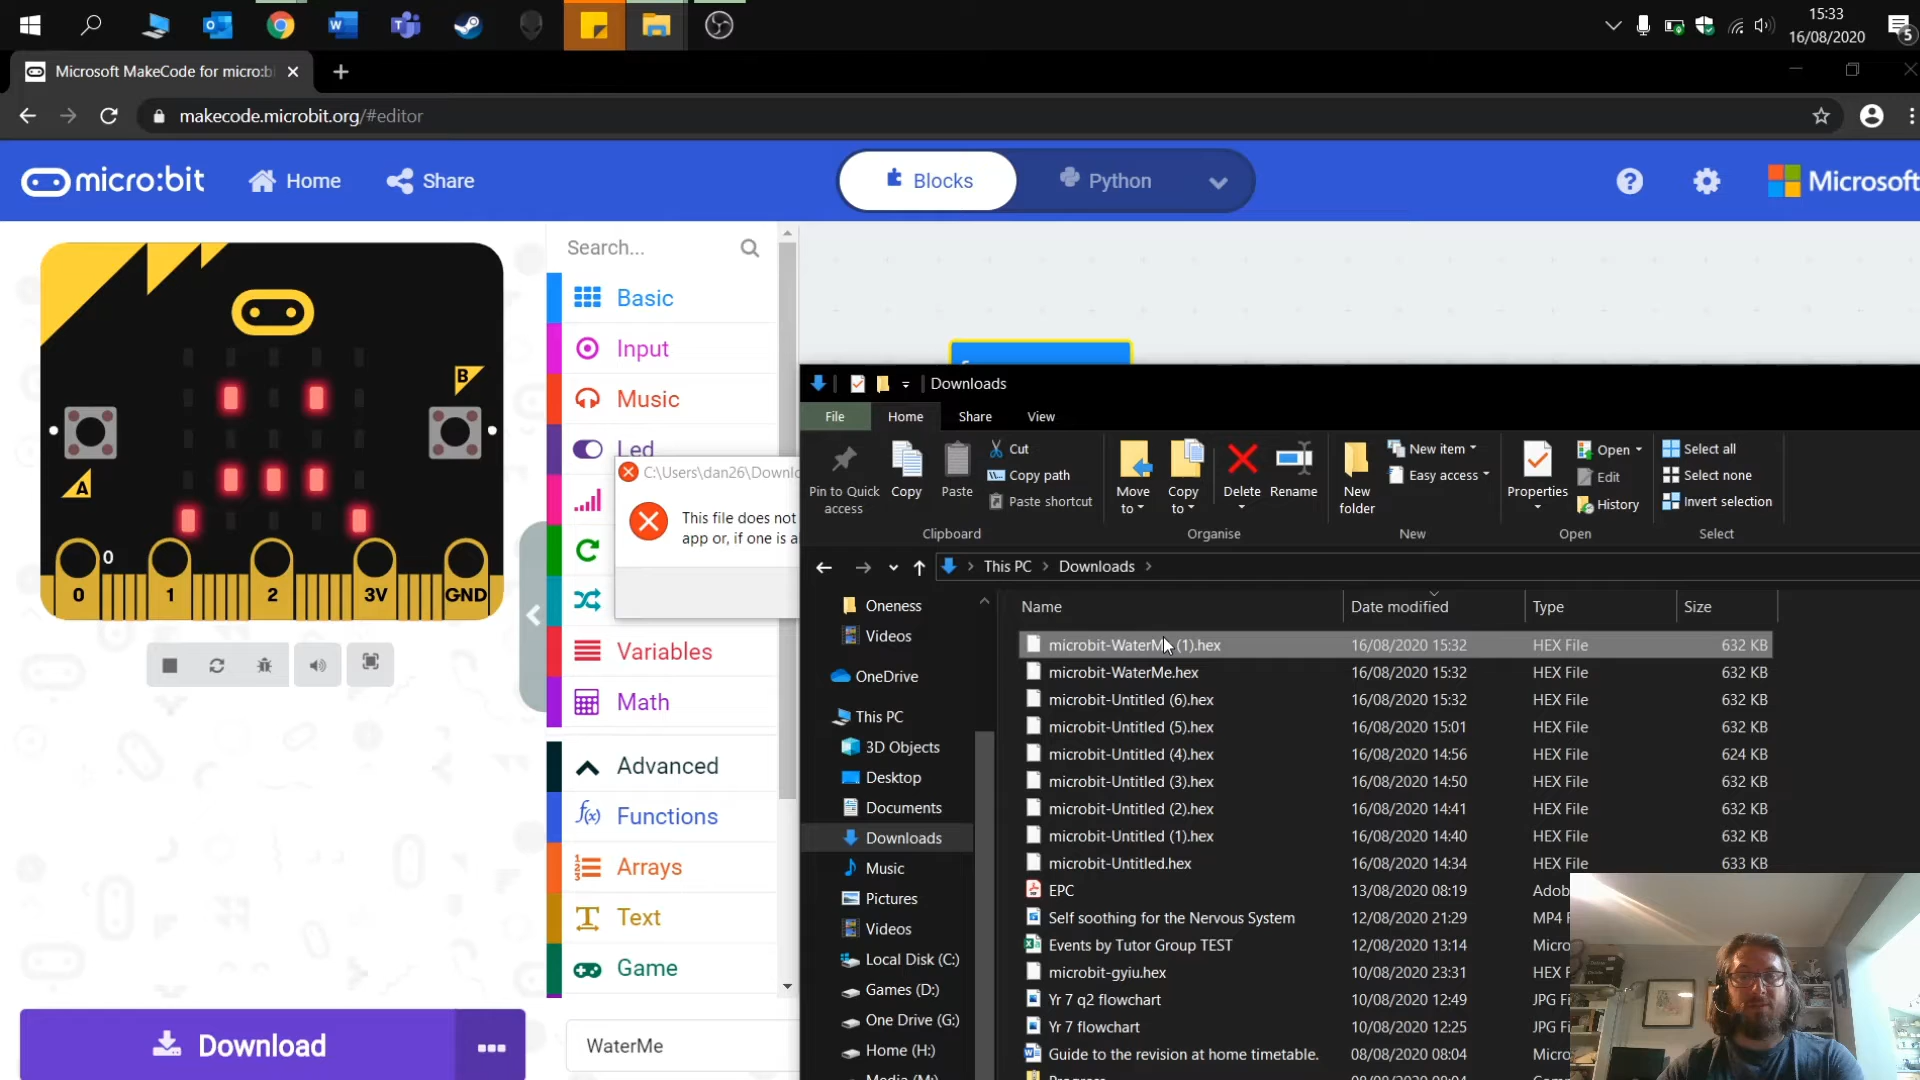 15:33
16/08/2020
5
Microsoft MakeCode for micro:bi
makecode.microbit.org/#editor
micro:bit
Home
Share
Blocks
Python
Microsoft
B
A
0
0
1
2
3V
GND
Search...
Basic
Input
Music
Led
Variables
Math
Advanced
Functions
Arrays
Text
Game
Download
WaterMe
C:\Users\dan26\Downlo
This file does not
app or, if one is a
Downloads
File
Home
Share
View
Pin to Quick
access
Copy
Paste
Cut
Copy path
Paste shortcut
Clipboard
Move
to
Copy
to
Delete
Rename
Organise
New
folder
New item
Easy access
New
Properties
Open
Edit
History
Open
Select all
Select none
Invert selection
Select
This PC
Downloads
Oneness
Videos
OneDrive
This PC
3D Objects
Desktop
Documents
Downloads
Music
Pictures
Videos
Local Disk (C:)
Games (D:)
One Drive (G:)
Home (H:)
Name Date modified Type Size
microbit-WaterMe (1).hex 16/08/2020 15:32 HEX File 632 KB
microbit-WaterMe.hex 16/08/2020 15:32 HEX File 632 KB
microbit-Untitled (6).hex 16/08/2020 15:32 HEX File 632 KB
microbit-Untitled (5).hex 16/08/2020 15:01 HEX File 632 KB
microbit-Untitled (4).hex 16/08/2020 14:56 HEX File 624 KB
microbit-Untitled (3).hex 16/08/2020 14:50 HEX File 632 KB
microbit-Untitled (2).hex 16/08/2020 14:41 HEX File 632 KB
microbit-Untitled (1).hex 16/08/2020 14:40 HEX File 632 KB
microbit-Untitled.hex 16/08/2020 14:34 HEX File 633 KB
EPC 13/08/2020 08:19 Adob
Self soothing for the Nervous System 12/08/2020 21:29 MP4 F
Events by Tutor Group TEST 12/08/2020 13:14 Micro
microbit-gyiu.hex 10/08/2020 23:31 HEX F
Yr 7 q2 flowchart 10/08/2020 12:49 JPG Fi
Yr 7 flowchart 10/08/2020 12:25 JPG Fi
Guide to the revision at home timetable. 08/08/2020 08:04 Micro